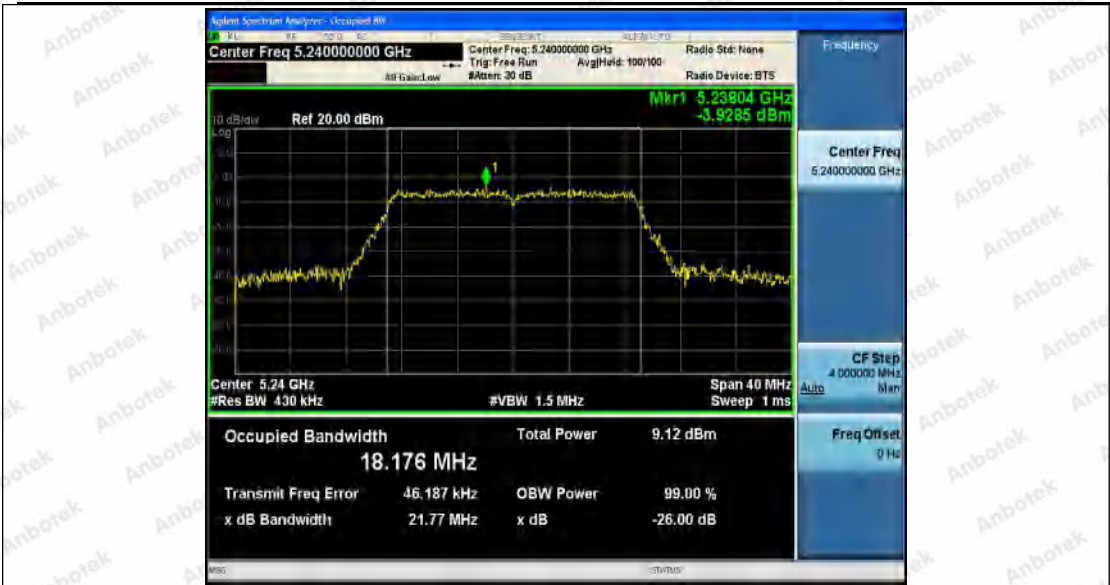 Agilent Spectrum Analyzer - Occupied BW
Center Freq 5.240000000 GHz
Center Freq: 5.240000000 GHz
Radio Std: None
Trig: Free Run Avg|Hold: 100/100
#IFGain:Low #Atten: 30 dB
Radio Device: BTS
Mkr1 5.23804 GHz
-3.9285 dBm
10 dB/div Ref 20.00 dBm
Log
1
Center 5.24 GHz
Span 40 MHz
#Res BW 430 kHz
#VBW 1.5 MHz
Sweep 1 ms
Occupied Bandwidth
Total Power 9.12 dBm
18.176 MHz
Transmit Freq Error 46.187 kHz
OBW Power 99.00 %
x dB Bandwidth 21.77 MHz
x dB -26.00 dB
MSG
STATUS
Frequency
Center Freq
5.240000000 GHz
CF Step
4.000000 MHz
Auto Man
Freq Offset
0 Hz
Anbotek